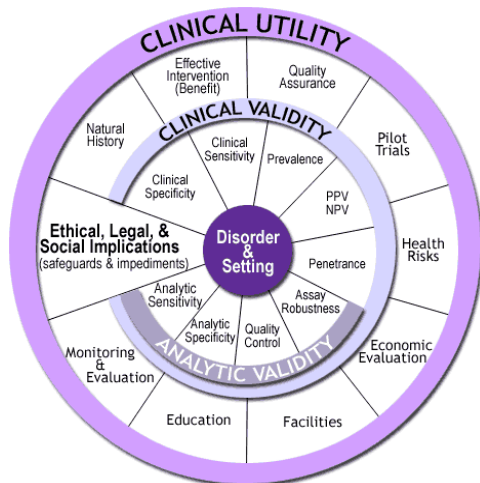 CLINICAL UTILITY
Effective
Intervention
(Benefit)
Quality
Assurance
Natural
History
CLINICAL VALIDITY
Pilot
Trials
Clinical
Sensitivity
Prevalence
Clinical
Specificity
PPV
NPV
Ethical, Legal, &
Social Implications
(safeguards & impediments)
Disorder
&
Setting
Penetrance
Health
Risks
Analytic
Sensitivity
Analytic
Specificity
Quality
Control
Assay
Robustness
ANALYTIC VALIDITY
Monitoring
&
Evaluation
Economic
Evaluation
Education
Facilities